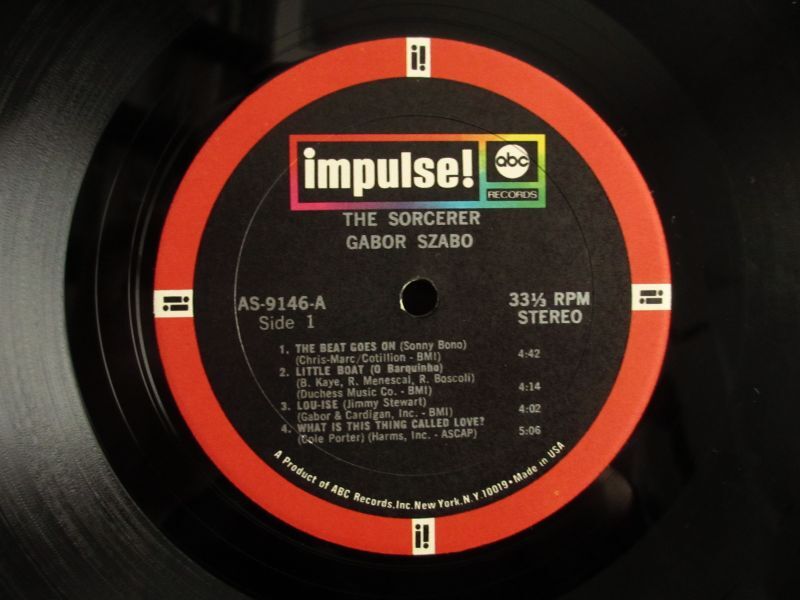 i!
impulse!
abc
RECORDS
THE SORCERER
GABOR SZABO
AS-9146-A
Side 1
33⅓ RPM
STEREO
i!
i!
1. THE BEAT GOES ON (Sonny Bono)
(Chris-Marc/Cotillion - BMI) 4:42
2. LITTLE BOAT (O Barquinho)
(B. Kaye, R. Menescal, R. Boscoli)
(Duchess Music Co. - BMI) 4:14
3. LOU-ISE (Jimmy Stewart)
(Gabor & Cardigan, Inc. - BMI) 4:02
4. WHAT IS THIS THING CALLED LOVE?
(Cole Porter) (Harms, Inc. - ASCAP) 5:06
A Product of ABC Records, Inc. New York, N.Y. 10019 • Made in USA
i!